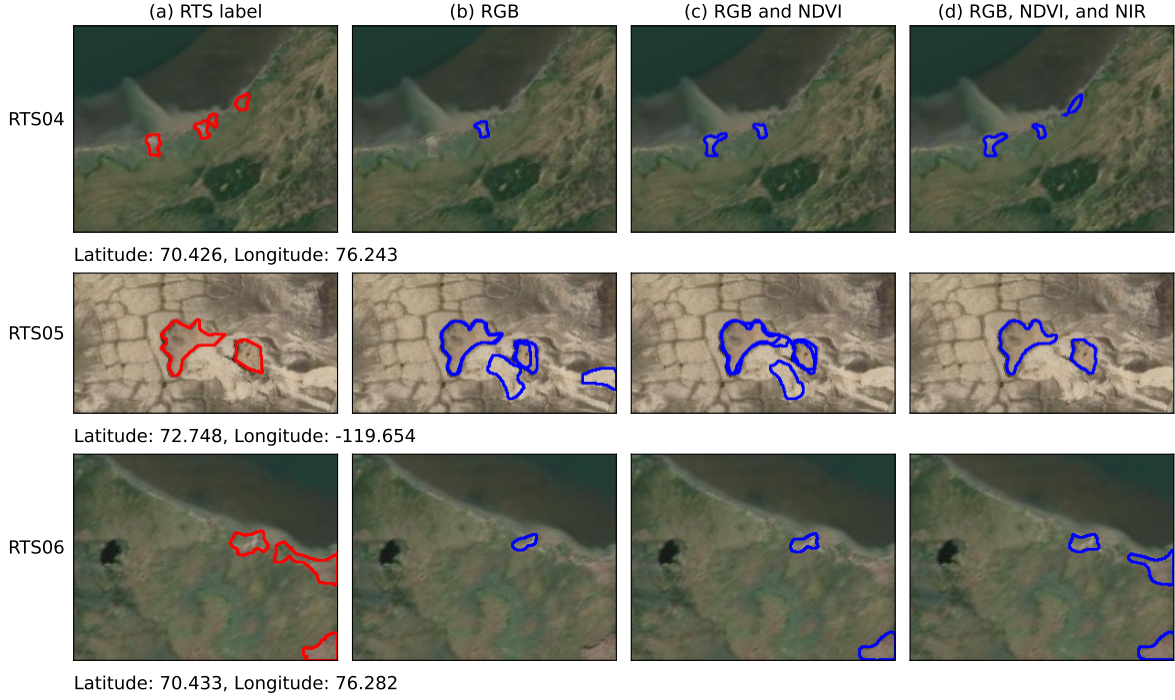 (a) RTS label
(b) RGB
(c) RGB and NDVI
(d) RGB, NDVI, and NIR
RTS04
Latitude: 70.426, Longitude: 76.243
RTS05
Latitude: 72.748, Longitude: -119.654
RTS06
Latitude: 70.433, Longitude: 76.282